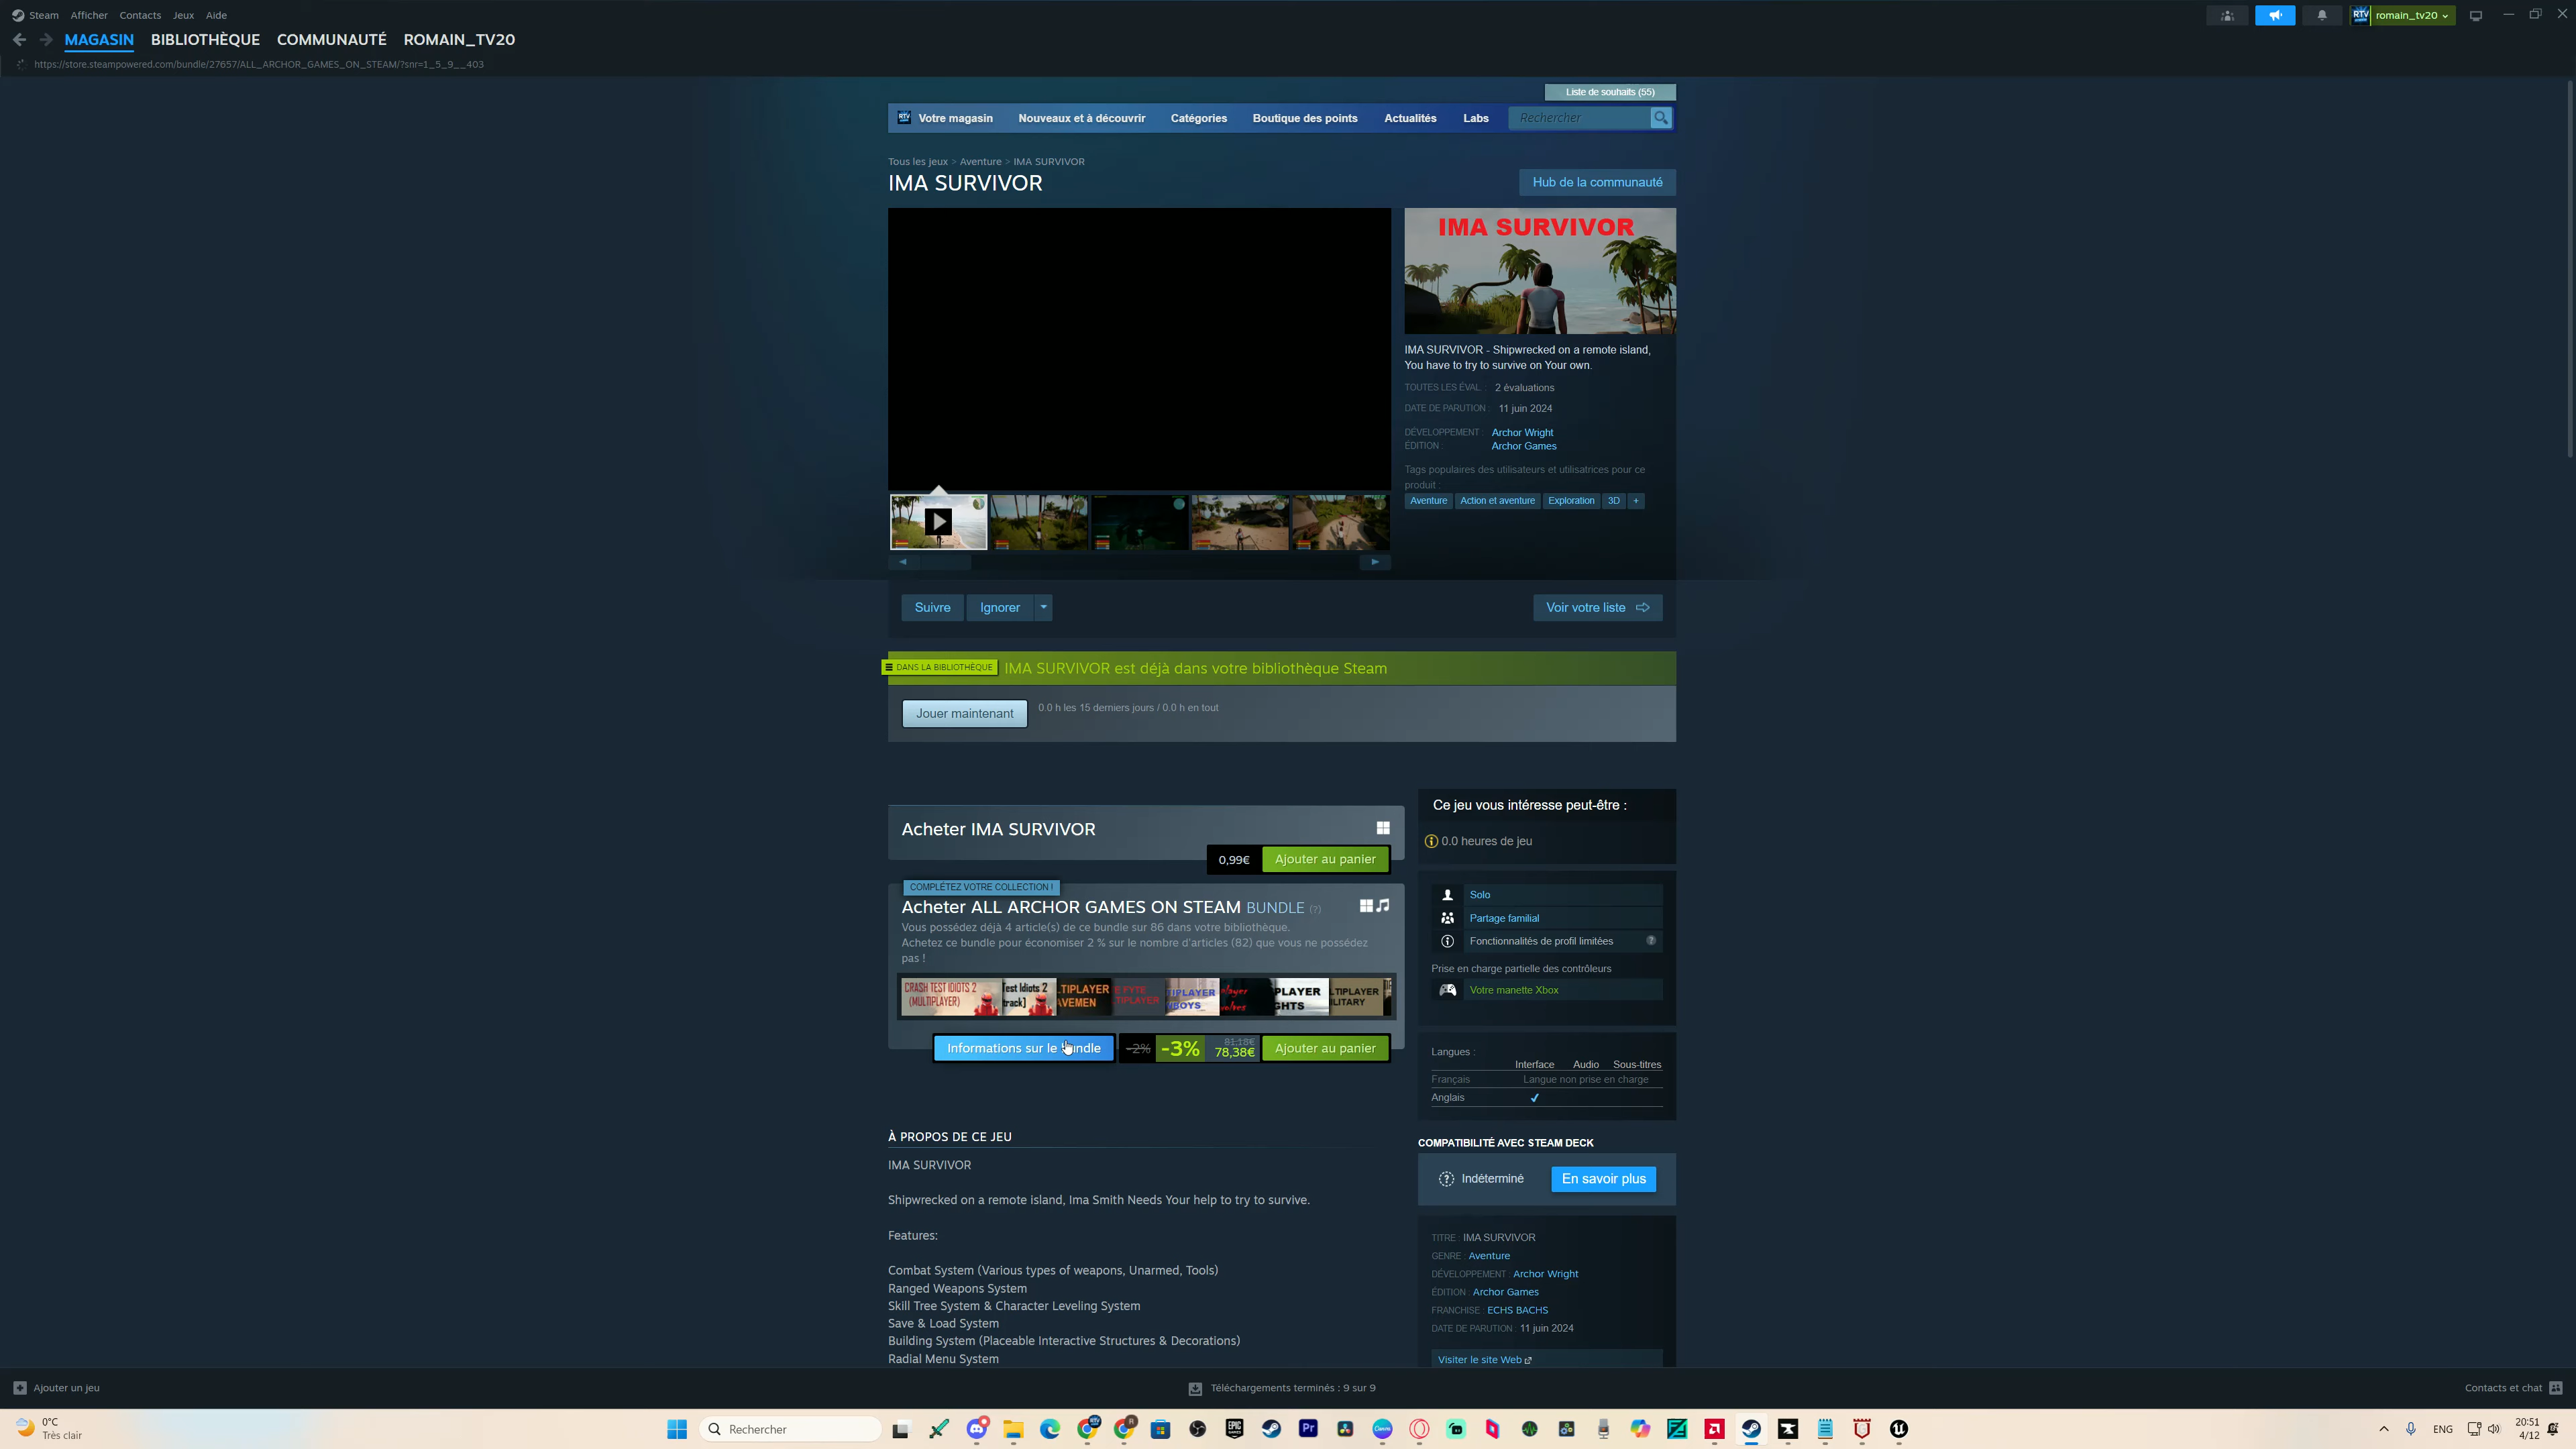 Steam Afficher Contacts Jeux Aide
romain_tv20
MAGASIN BIBLIOTHÈQUE COMMUNAUTÉ ROMAIN_TV20
https://store.steampowered.com/bundle/27657/ALL_ARCHOR_GAMES_ON_STEAM/?snr=1_5_9__403
Liste de souhaits (55)
Votre magasin Nouveaux et à découvrir Catégories Boutique des points Actualités Labs Rechercher
Tous les jeux > Aventure > IMA SURVIVOR
IMA SURVIVOR
Hub de la communauté
IMA SURVIVOR
IMA SURVIVOR - Shipwrecked on a remote island,
You have to try to survive on Your own.
TOUTES LES ÉVAL. : 2 évaluations
DATE DE PARUTION : 11 juin 2024
DÉVELOPPEMENT : Archor Wright
ÉDITION : Archor Games
Tags populaires des utilisateurs et utilisatrices pour ce
produit :
Aventure Action et aventure Exploration 3D +
Suivre Ignorer
Voir votre liste
DANS LA BIBLIOTHÈQUE IMA SURVIVOR est déjà dans votre bibliothèque Steam
Jouer maintenant 0.0 h les 15 derniers jours / 0.0 h en tout
Acheter IMA SURVIVOR
0,99€ Ajouter au panier
COMPLÉTEZ VOTRE COLLECTION !
Acheter ALL ARCHOR GAMES ON STEAM BUNDLE (?)
Vous possédez déjà 4 article(s) de ce bundle sur 86 dans votre bibliothèque.
Achetez ce bundle pour économiser 2 % sur le nombre d'articles (82) que vous ne possédez
pas !
CRASH TEST IDIOTS 2
(MULTIPLAYER)
Informations sur le bundle -2% -3% 81,18€ 78,38€ Ajouter au panier
À PROPOS DE CE JEU
IMA SURVIVOR
Shipwrecked on a remote island, Ima Smith Needs Your help to try to survive.
Features:
Combat System (Various types of weapons, Unarmed, Tools)
Ranged Weapons System
Skill Tree System & Character Leveling System
Save & Load System
Building System (Placeable Interactive Structures & Decorations)
Radial Menu System
Ce jeu vous intéresse peut-être :
0.0 heures de jeu
Solo
Partage familial
Fonctionnalités de profil limitées ?
Prise en charge partielle des contrôleurs
Votre manette Xbox
Langues :
Interface Audio Sous-titres
Français Langue non prise en charge
Anglais ✓
COMPATIBILITÉ AVEC STEAM DECK
Indéterminé En savoir plus
TITRE : IMA SURVIVOR
GENRE : Aventure
DÉVELOPPEMENT : Archor Wright
ÉDITION : Archor Games
FRANCHISE : ECHS BACHS
DATE DE PARUTION : 11 juin 2024
Visiter le site Web
Ajouter un jeu
Téléchargements terminés : 9 sur 9
Contacts et chat
0°C
Très clair
Rechercher
ENG
20:51
4/12